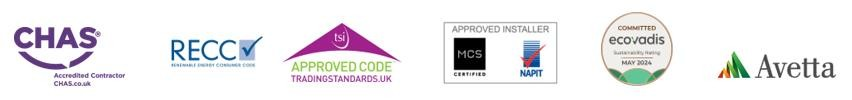 CHAS®
Accredited Contractor
CHAS.co.uk
RECC
RENEWABLE ENERGY CONSUMER CODE
tsi
APPROVED CODE
TRADINGSTANDARDS.UK
APPROVED INSTALLER
MCS
CERTIFIED
NAPIT
COMMITTED
ecovadis
Sustainability Rating
MAY 2024
Avetta